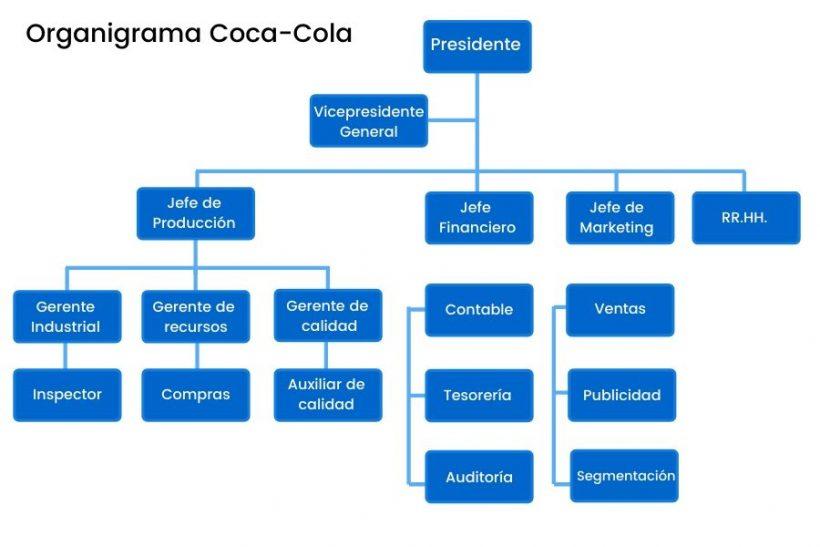 Organigrama Coca-Cola
Presidente
Vicepresidente
General
Jefe de
Producción
Jefe
Financiero
Jefe de
Marketing
RR.HH.
Gerente
Industrial
Gerente de
recursos
Gerente de
calidad
Contable
Ventas
Inspector
Compras
Auxiliar de
calidad
Tesorería
Publicidad
Auditoría
Segmentación